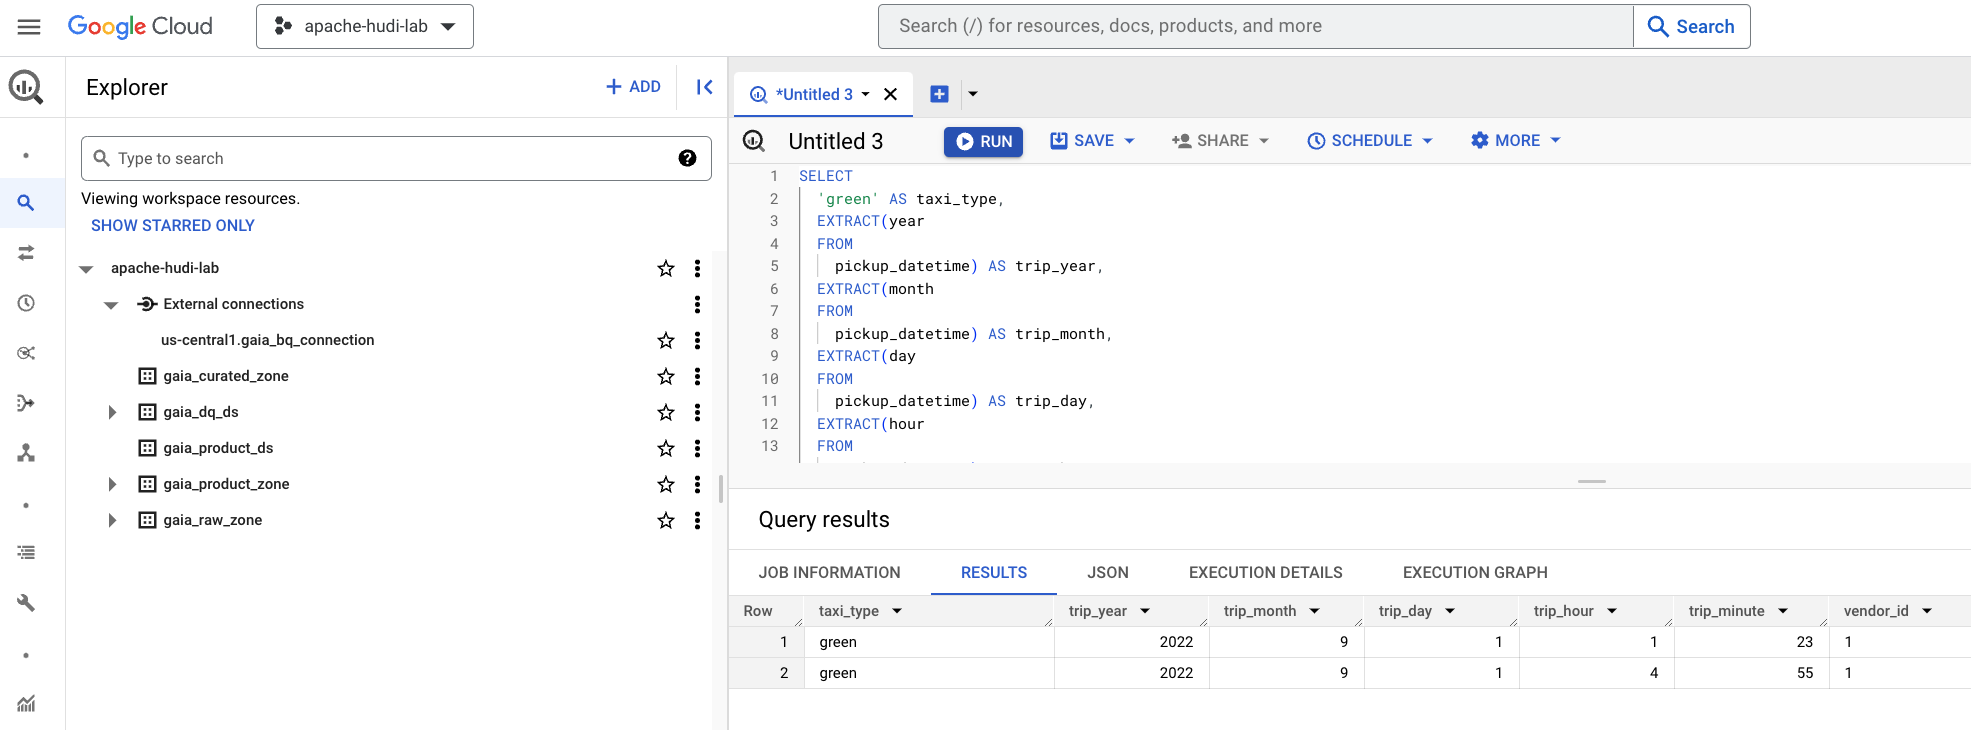 Google Cloud
apache-hudi-lab
Search (/) for resources, docs, products, and more
Search
Explorer
+ ADD
Type to search
Viewing workspace resources.
SHOW STARRED ONLY
apache-hudi-lab
External connections
us-central1.gaia_bq_connection
gaia_curated_zone
gaia_dq_ds
gaia_product_ds
gaia_product_zone
gaia_raw_zone
*Untitled 3
Untitled 3
RUN
SAVE
SHARE
SCHEDULE
MORE
1 SELECT
2 'green' AS taxi_type,
3 EXTRACT(year
4 FROM
5 pickup_datetime) AS trip_year,
6 EXTRACT(month
7 FROM
8 pickup_datetime) AS trip_month,
9 EXTRACT(day
10 FROM
11 pickup_datetime) AS trip_day,
12 EXTRACT(hour
13 FROM
Query results
JOB INFORMATION RESULTS JSON EXECUTION DETAILS EXECUTION GRAPH
Row taxi_type trip_year trip_month trip_day trip_hour trip_minute vendor_id
1 green 2022 9 1 1 23 1
2 green 2022 9 1 4 55 1